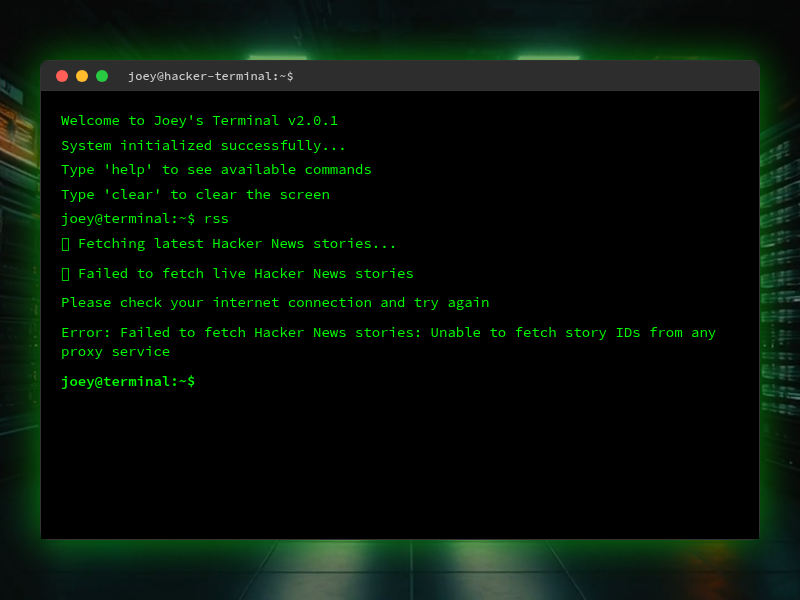 joey@hacker-terminal:~$
Welcome to Joey's Terminal v2.0.1
System initialized successfully...
Type 'help' to see available commands
Type 'clear' to clear the screen
joey@terminal:~$ rss
Fetching latest Hacker News stories...
Failed to fetch live Hacker News stories
Please check your internet connection and try again
Error: Failed to fetch Hacker News stories: Unable to fetch story IDs from any
proxy service
joey@terminal:~$